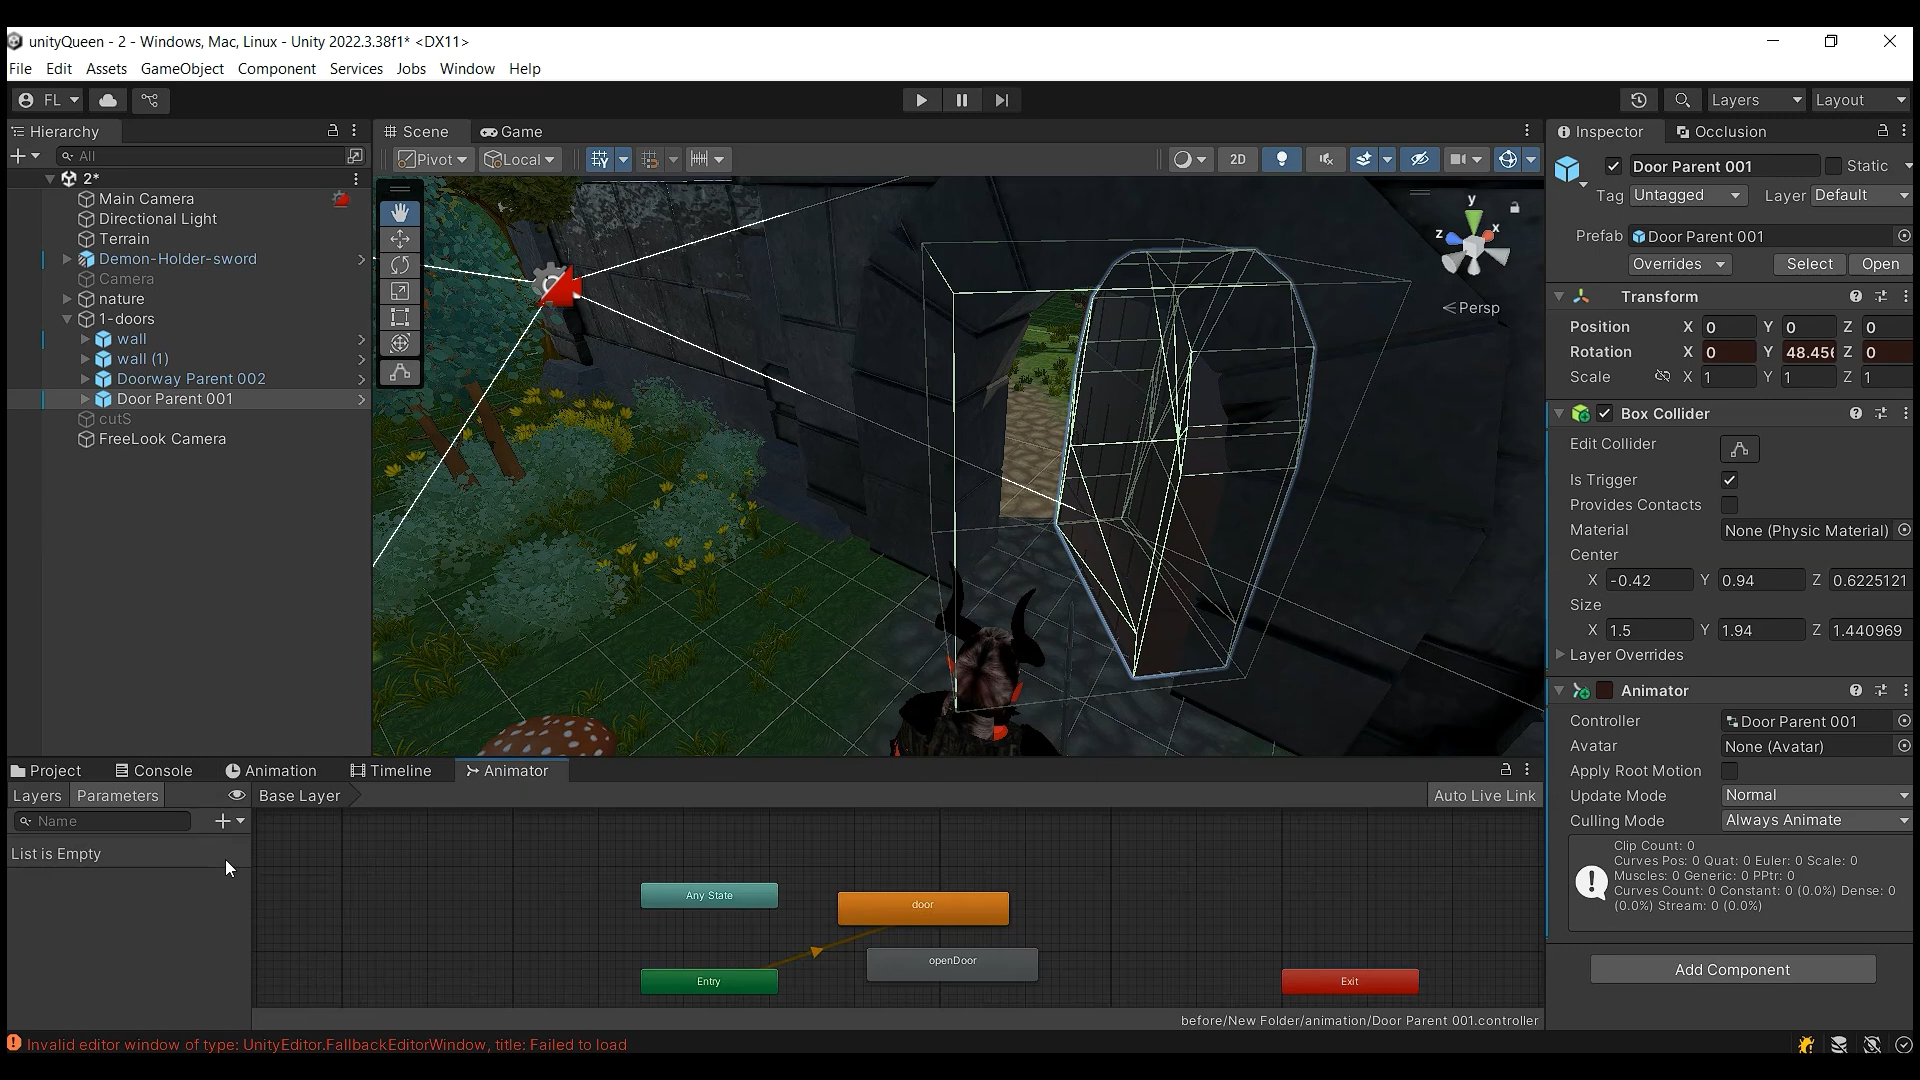 unityQueen - 2 - Windows, Mac, Linux - Unity 2022.3.38f1* <DX11>
File Edit Assets GameObject Component Services Jobs Window Help
FL
Layers Layout
Hierarchy
All
2*
Main Camera
Directional Light
Terrain
Demon-Holder-sword
Camera
nature
1-doors
wall
wall (1)
Doorway Parent 002
Door Parent 001
cutS
FreeLook Camera
Scene Game
Pivot Local
2D
y
z x
Persp
Inspector Occlusion
Door Parent 001 Static
Tag Untagged Layer Default
Prefab Door Parent 001
Overrides Select Open
Transform
Position X 0 Y 0 Z 0
Rotation X 0 Y 48.456 Z 0
Scale X 1 Y 1 Z 1
Box Collider
Edit Collider
Is Trigger
Provides Contacts
Material None (Physic Material)
Center
X -0.42 Y 0.94 Z 0.6225121
Size
X 1.5 Y 1.94 Z 1.440969
Layer Overrides
Animator
Controller Door Parent 001
Avatar None (Avatar)
Apply Root Motion
Update Mode Normal
Culling Mode Always Animate
Clip Count: 0
Curves Pos: 0 Quat: 0 Euler: 0 Scale: 0
Muscles: 0 Generic: 0 PPtr: 0
Curves Count: 0 Constant: 0 (0.0%) Dense: 0
(0.0%) Stream: 0 (0.0%)
Add Component
Project Console Animation Timeline Animator
Layers Parameters Base Layer Auto Live Link
Name
List is Empty
Any State
door
openDoor
Entry
Exit
before/New Folder/animation/Door Parent 001.controller
Invalid editor window of type: UnityEditor.FallbackEditorWindow, title: Failed to load